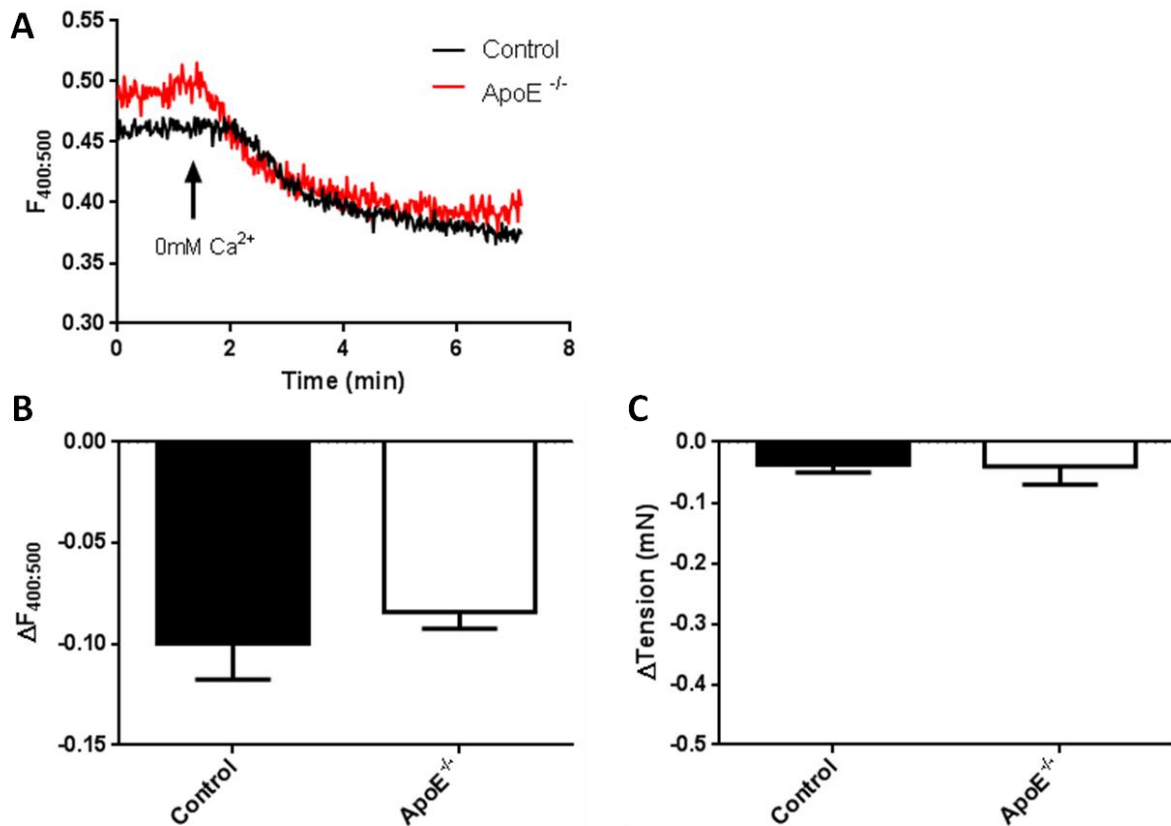 A
Control
ApoE -/-
0.55
0.50
0.45
0.40
0.35
0.30
F400:500
0mM Ca2+
0
2
4
6
8
Time (min)
B
0.00
-0.05
-0.10
-0.15
ΔF400:500
Control
ApoE-/-
C
0.0
-0.1
-0.2
-0.3
-0.4
-0.5
ΔTension (mN)
Control
ApoE-/-